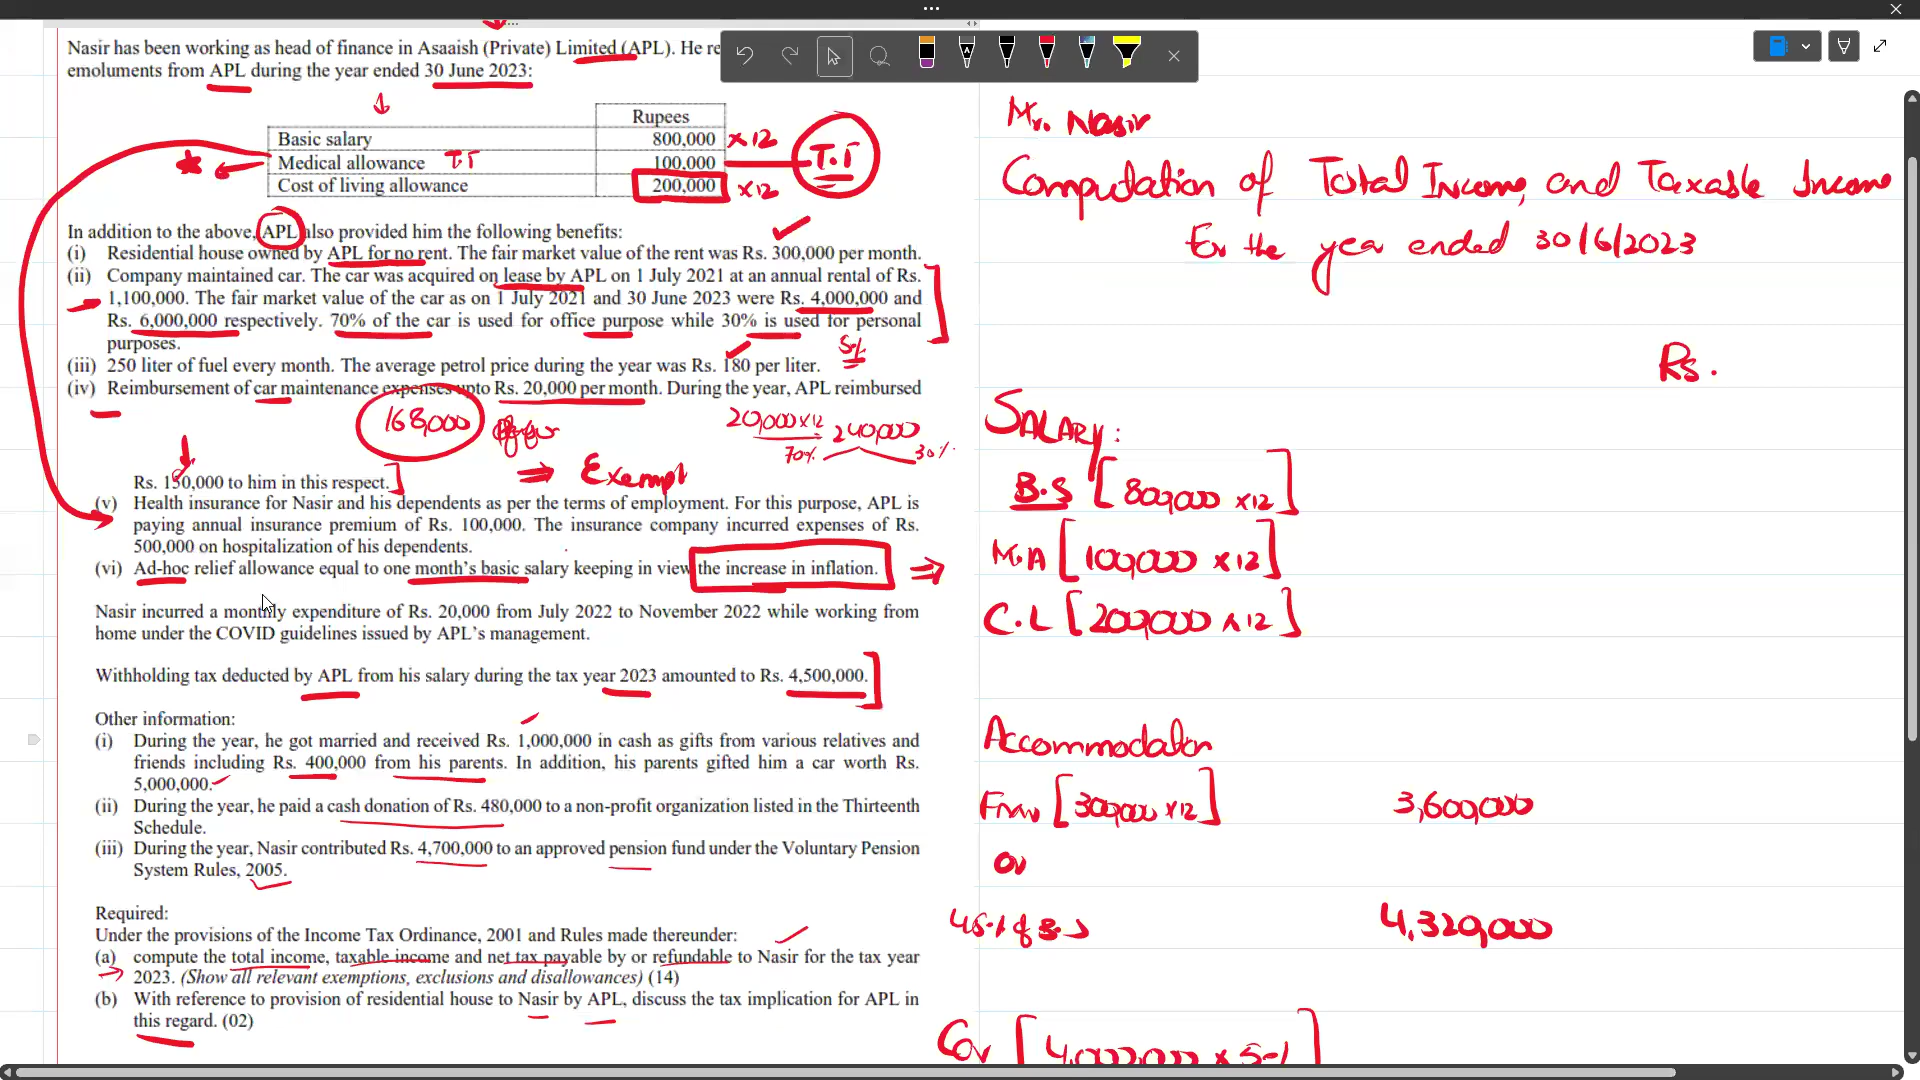 Nasir has been working as head of finance in Asaaish (Private) Limited (APL). He re
emoluments from APL during the year ended 30 June 2023:
Rupees
Basic salary 800,000 x12
Medical allowance T.T 100,000 T.T
Cost of living allowance 200,000 x12
In addition to the above, APL also provided him the following benefits:
(i) Residential house owned by APL for no rent. The fair market value of the rent was Rs. 300,000 per month.
(ii) Company maintained car. The car was acquired on lease by APL on 1 July 2021 at an annual rental of Rs.
1,100,000. The fair market value of the car as on 1 July 2021 and 30 June 2023 were Rs. 4,000,000 and
Rs. 6,000,000 respectively. 70% of the car is used for office purpose while 30% is used for personal
purposes.
5%
(iii) 250 liter of fuel every month. The average petrol price during the year was Rs. 180 per liter.
(iv) Reimbursement of car maintenance expenses upto Rs. 20,000 per month. During the year, APL reimbursed
168,000
20,000x12 240,000
70% 30%
=> Exempt
Rs. 150,000 to him in this respect.
(v) Health insurance for Nasir and his dependents as per the terms of employment. For this purpose, APL is
paying annual insurance premium of Rs. 100,000. The insurance company incurred expenses of Rs.
500,000 on hospitalization of his dependents.
(vi) Ad-hoc relief allowance equal to one month's basic salary keeping in view the increase in inflation. =>
Nasir incurred a monthly expenditure of Rs. 20,000 from July 2022 to November 2022 while working from
home under the COVID guidelines issued by APL's management.
Withholding tax deducted by APL from his salary during the tax year 2023 amounted to Rs. 4,500,000.
Other information:
(i) During the year, he got married and received Rs. 1,000,000 in cash as gifts from various relatives and
friends including Rs. 400,000 from his parents. In addition, his parents gifted him a car worth Rs.
5,000,000.
(ii) During the year, he paid a cash donation of Rs. 480,000 to a non-profit organization listed in the Thirteenth
Schedule.
(iii) During the year, Nasir contributed Rs. 4,700,000 to an approved pension fund under the Voluntary Pension
System Rules, 2005.
Required:
Under the provisions of the Income Tax Ordinance, 2001 and Rules made thereunder:
(a) compute the total income, taxable income and net tax payable by or refundable to Nasir for the tax year
2023. (Show all relevant exemptions, exclusions and disallowances) (14)
(b) With reference to provision of residential house to Nasir by APL, discuss the tax implication for APL in
this regard. (02)
Mr. Nasir
Computation of Total Income, and Taxable Income
For the year ended 30/6/2023
Rs.
SALARY:
B.S [800,000 x12]
M.A [100,000 x12]
C.L [200,000 x12]
Accommodation
FMV [300,000 x12] 3,600,000
or
45% of B.S 4,320,000
Car [4,000,000 x 5%]